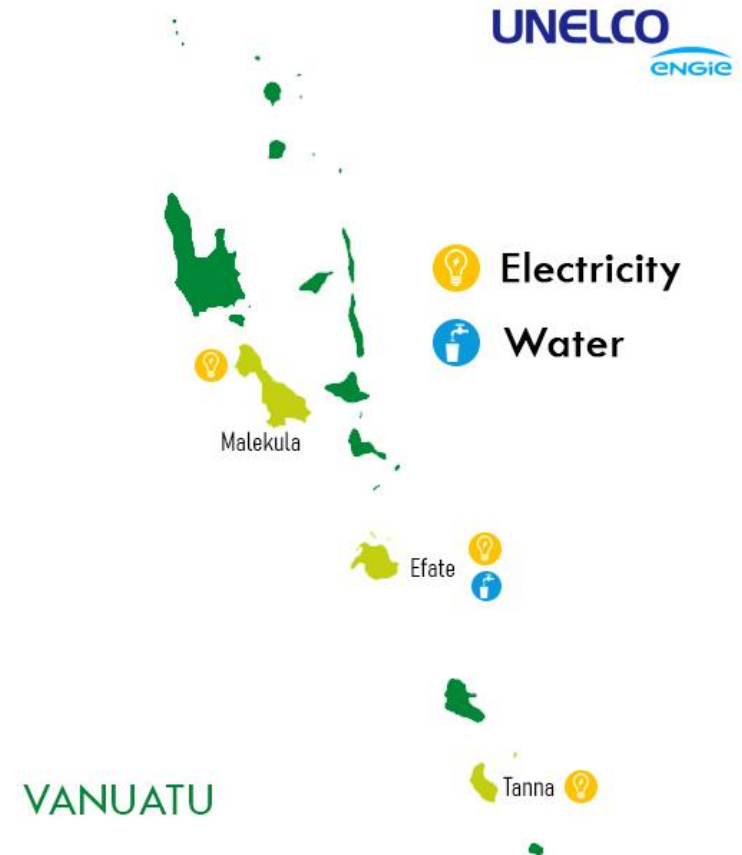 UNELCO
ENGIE
Electricity
Water
Malekula
Efate
Tanna
VANUATU